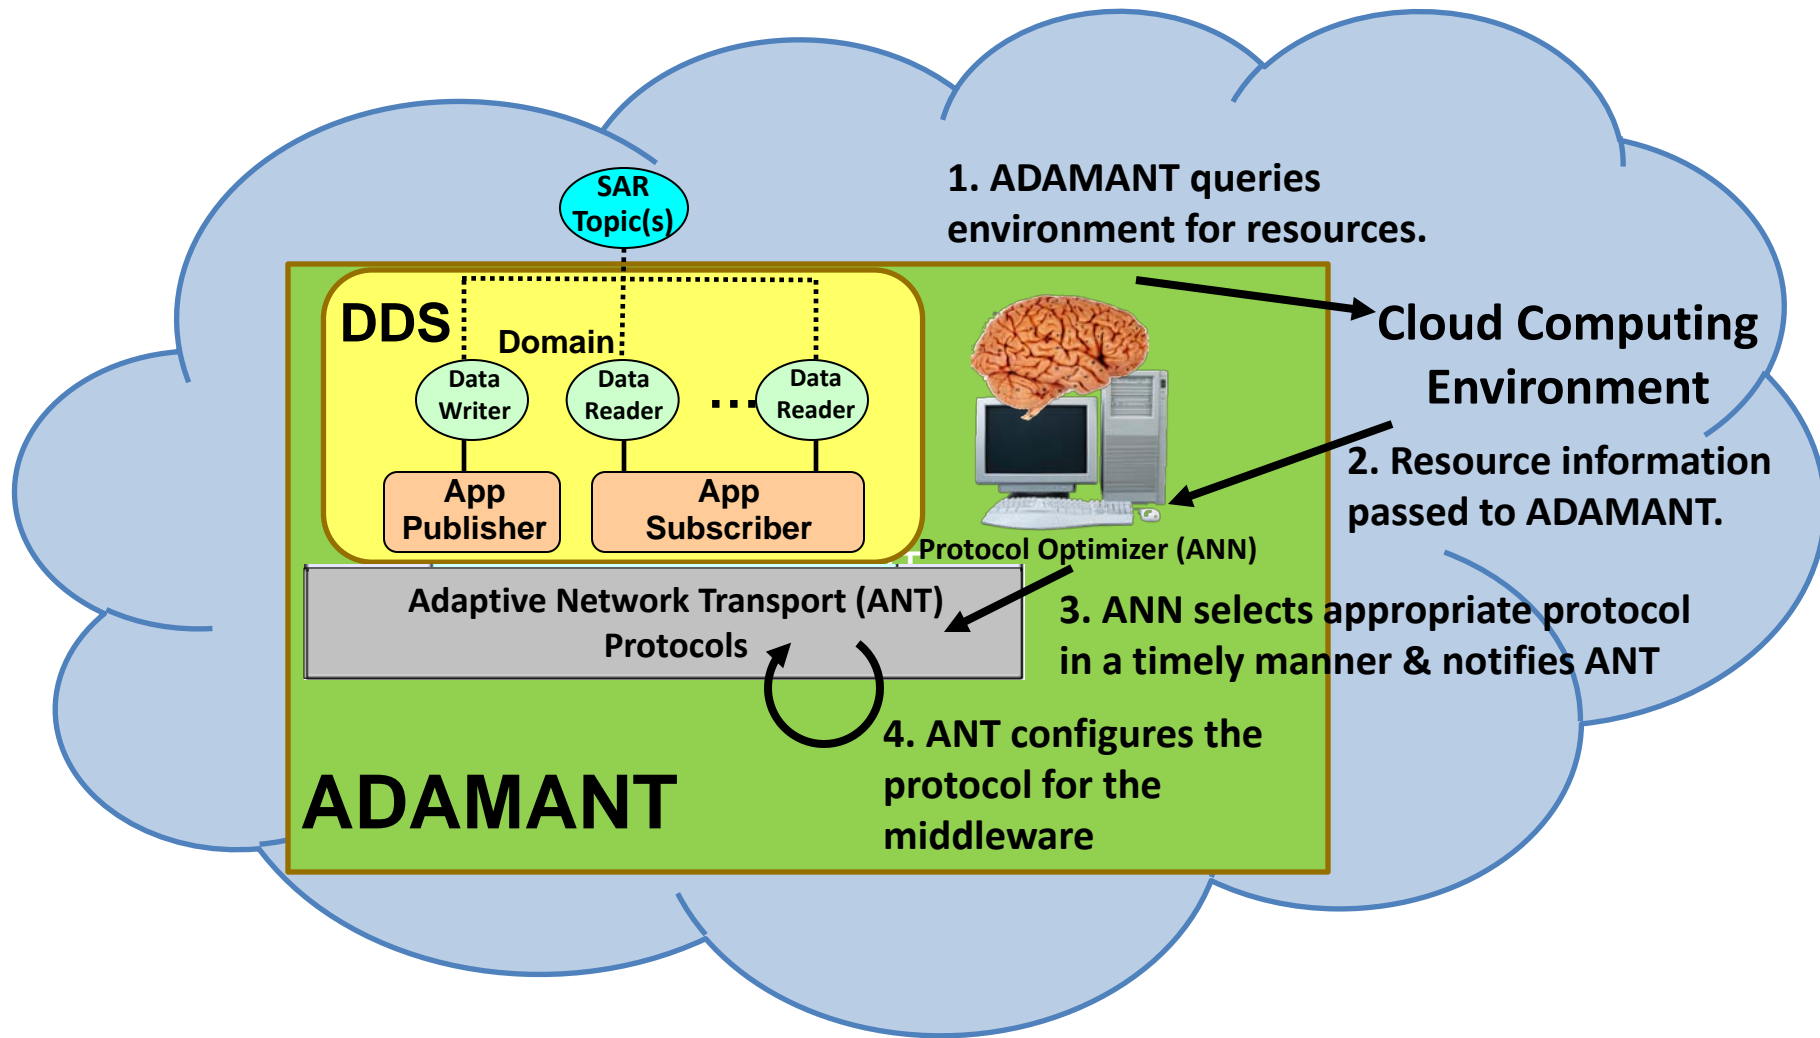 SAR
Topic(s)
1. ADAMANT queries
environment for resources.
DDS
Domain
Data
Writer
Data
Reader
...
Data
Reader
App
Publisher
App
Subscriber
Cloud Computing
Environment
2. Resource information
passed to ADAMANT.
Protocol Optimizer (ANN)
Adaptive Network Transport (ANT)
Protocols
3. ANN selects appropriate protocol
in a timely manner & notifies ANT
4. ANT configures the
protocol for the
middleware
ADAMANT